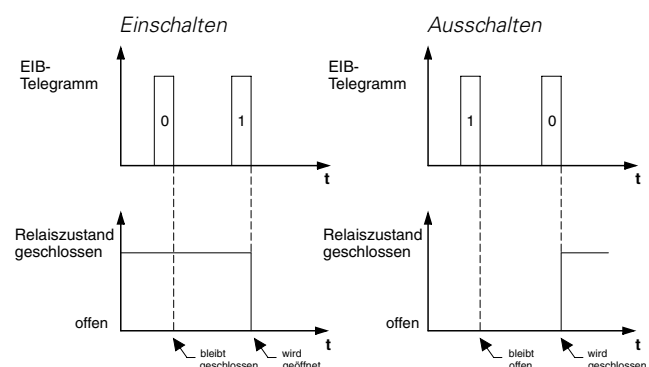 Einschalten
EIB-
Telegramm
0
1
t
Relaiszustand
geschlossen
offen
t
bleibt
geschlossen
wird
geöffnet
Ausschalten
EIB-
Telegramm
1
0
t
Relaiszustand
geschlossen
offen
t
bleibt
offen
wird
geschlossen